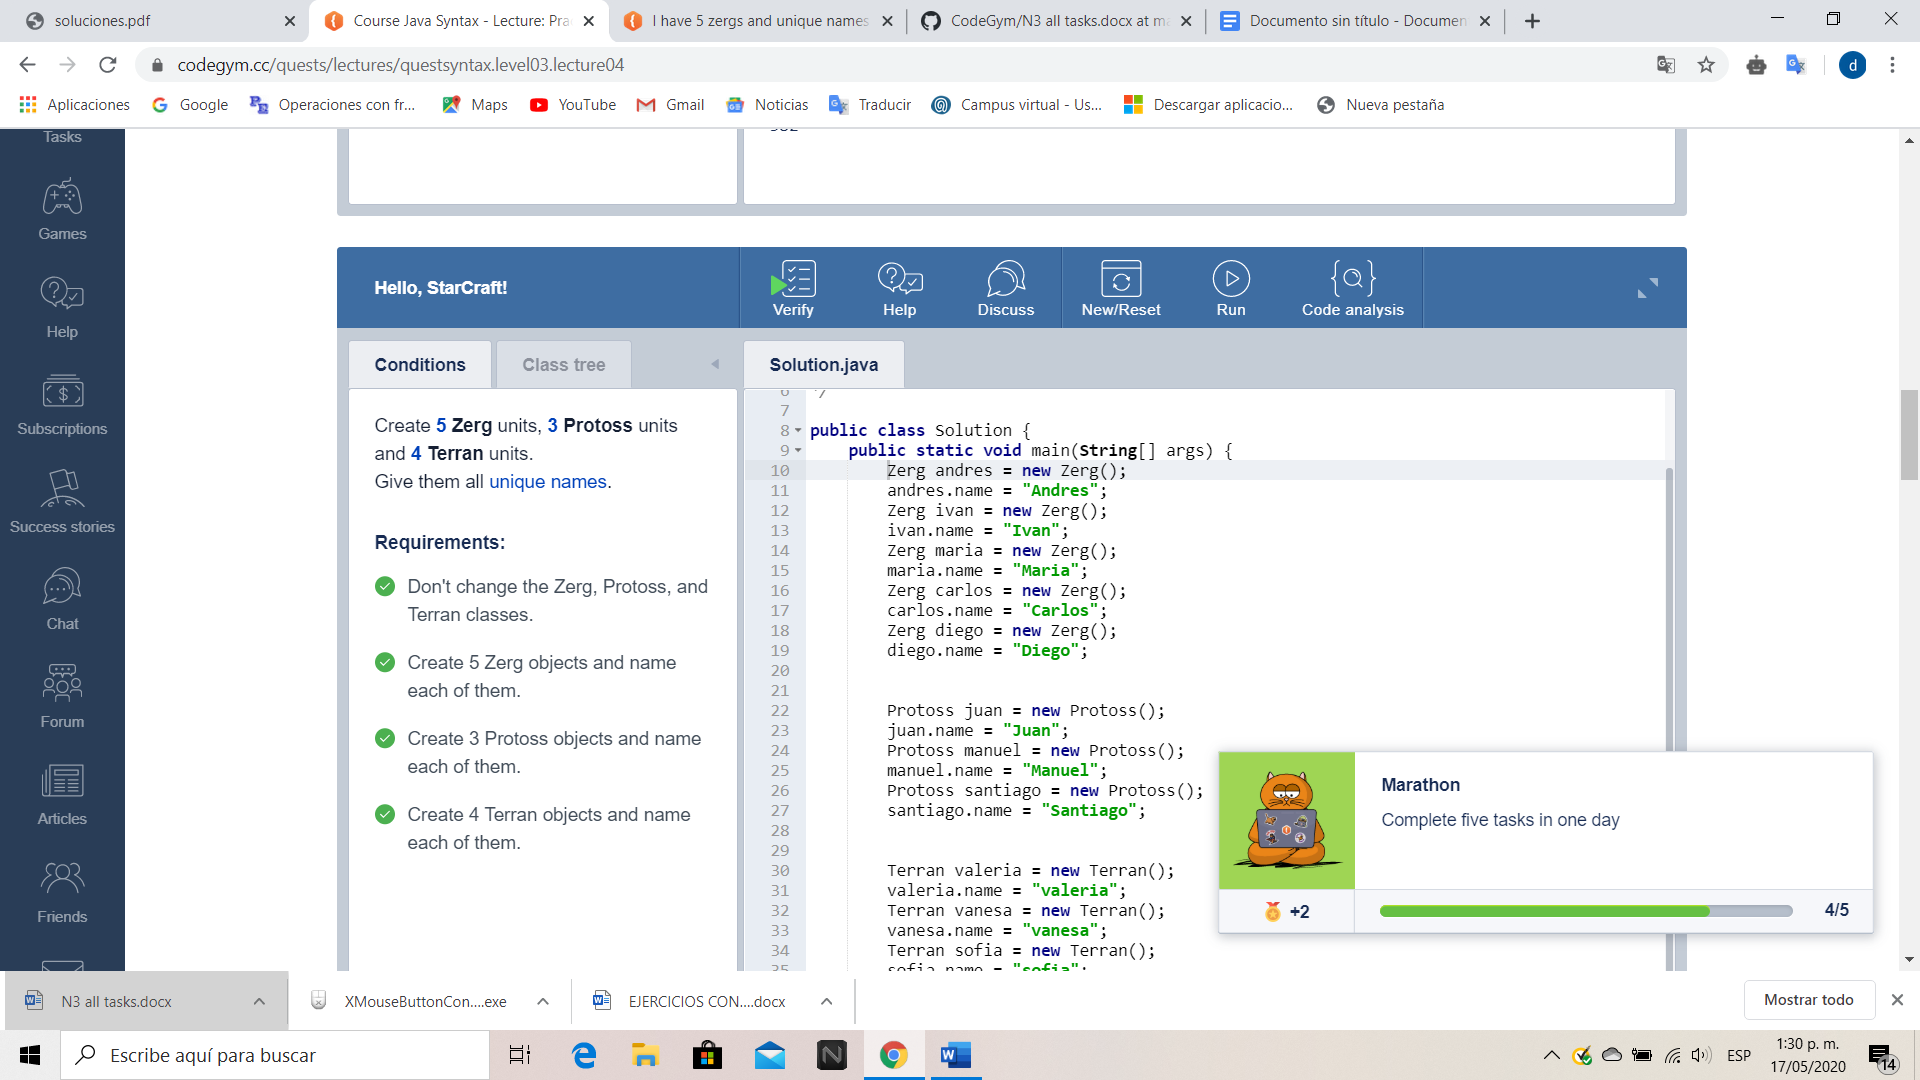 soluciones.pdf
Course Java Syntax - Lecture: Pra
I have 5 zergs and unique names
CodeGym/N3 all tasks.docx at ma
Documento sin título - Documen
codegym.cc/quests/lectures/questsyntax.level03.lecture04
d
Aplicaciones
Google
Operaciones con fr...
Maps
YouTube
Gmail
Noticias
Traducir
Campus virtual - Us...
Descargar aplicacio...
Nueva pestaña
Tasks
Games
Help
Subscriptions
Success stories
Chat
Forum
Articles
Friends
Hello, StarCraft!
Verify
Help
Discuss
New/Reset
Run
Code analysis
Conditions
Class tree
Solution.java
Create 5 Zerg units, 3 Protoss units
and 4 Terran units.
Give them all unique names.
Requirements:
Don't change the Zerg, Protoss, and
Terran classes.
Create 5 Zerg objects and name
each of them.
Create 3 Protoss objects and name
each of them.
Create 4 Terran objects and name
each of them.
6 */
7
8 public class Solution {
9 public static void main(String[] args) {
10 Zerg andres = new Zerg();
11 andres.name = "Andres";
12 Zerg ivan = new Zerg();
13 ivan.name = "Ivan";
14 Zerg maria = new Zerg();
15 maria.name = "Maria";
16 Zerg carlos = new Zerg();
17 carlos.name = "Carlos";
18 Zerg diego = new Zerg();
19 diego.name = "Diego";
20
21
22 Protoss juan = new Protoss();
23 juan.name = "Juan";
24 Protoss manuel = new Protoss();
25 manuel.name = "Manuel";
26 Protoss santiago = new Protoss();
27 santiago.name = "Santiago";
28
29
30 Terran valeria = new Terran();
31 valeria.name = "valeria";
32 Terran vanesa = new Terran();
33 vanesa.name = "vanesa";
34 Terran sofia = new Terran();
35 sofia.name = "sofia";
Marathon
Complete five tasks in one day
+2
4/5
N3 all tasks.docx
XMouseButtonCon....exe
EJERCICIOS CON....docx
Mostrar todo
Escribe aquí para buscar
ESP
1:30 p. m.
17/05/2020
14